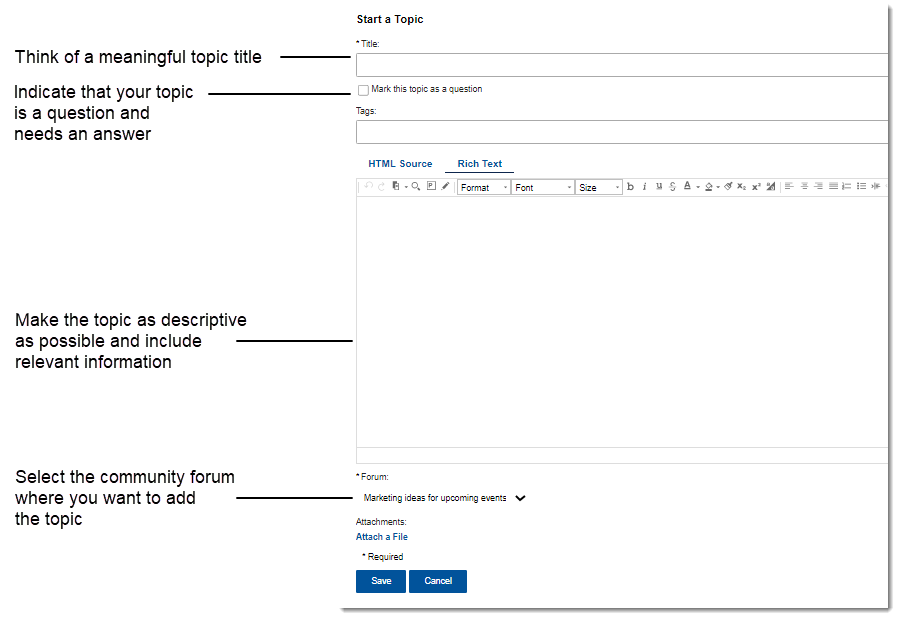 Start a Topic
Think of a meaningful topic title
* Title:
Indicate that your topic
is a question and
needs an answer
Mark this topic as a question
Tags:
HTML Source Rich Text
Format Font Size b i U S A X₂ X²
Make the topic as descriptive
as possible and include
relevant information
Select the community forum
where you want to add
the topic
* Forum:
Marketing ideas for upcoming events
Attachments:
Attach a File
* Required
Save Cancel